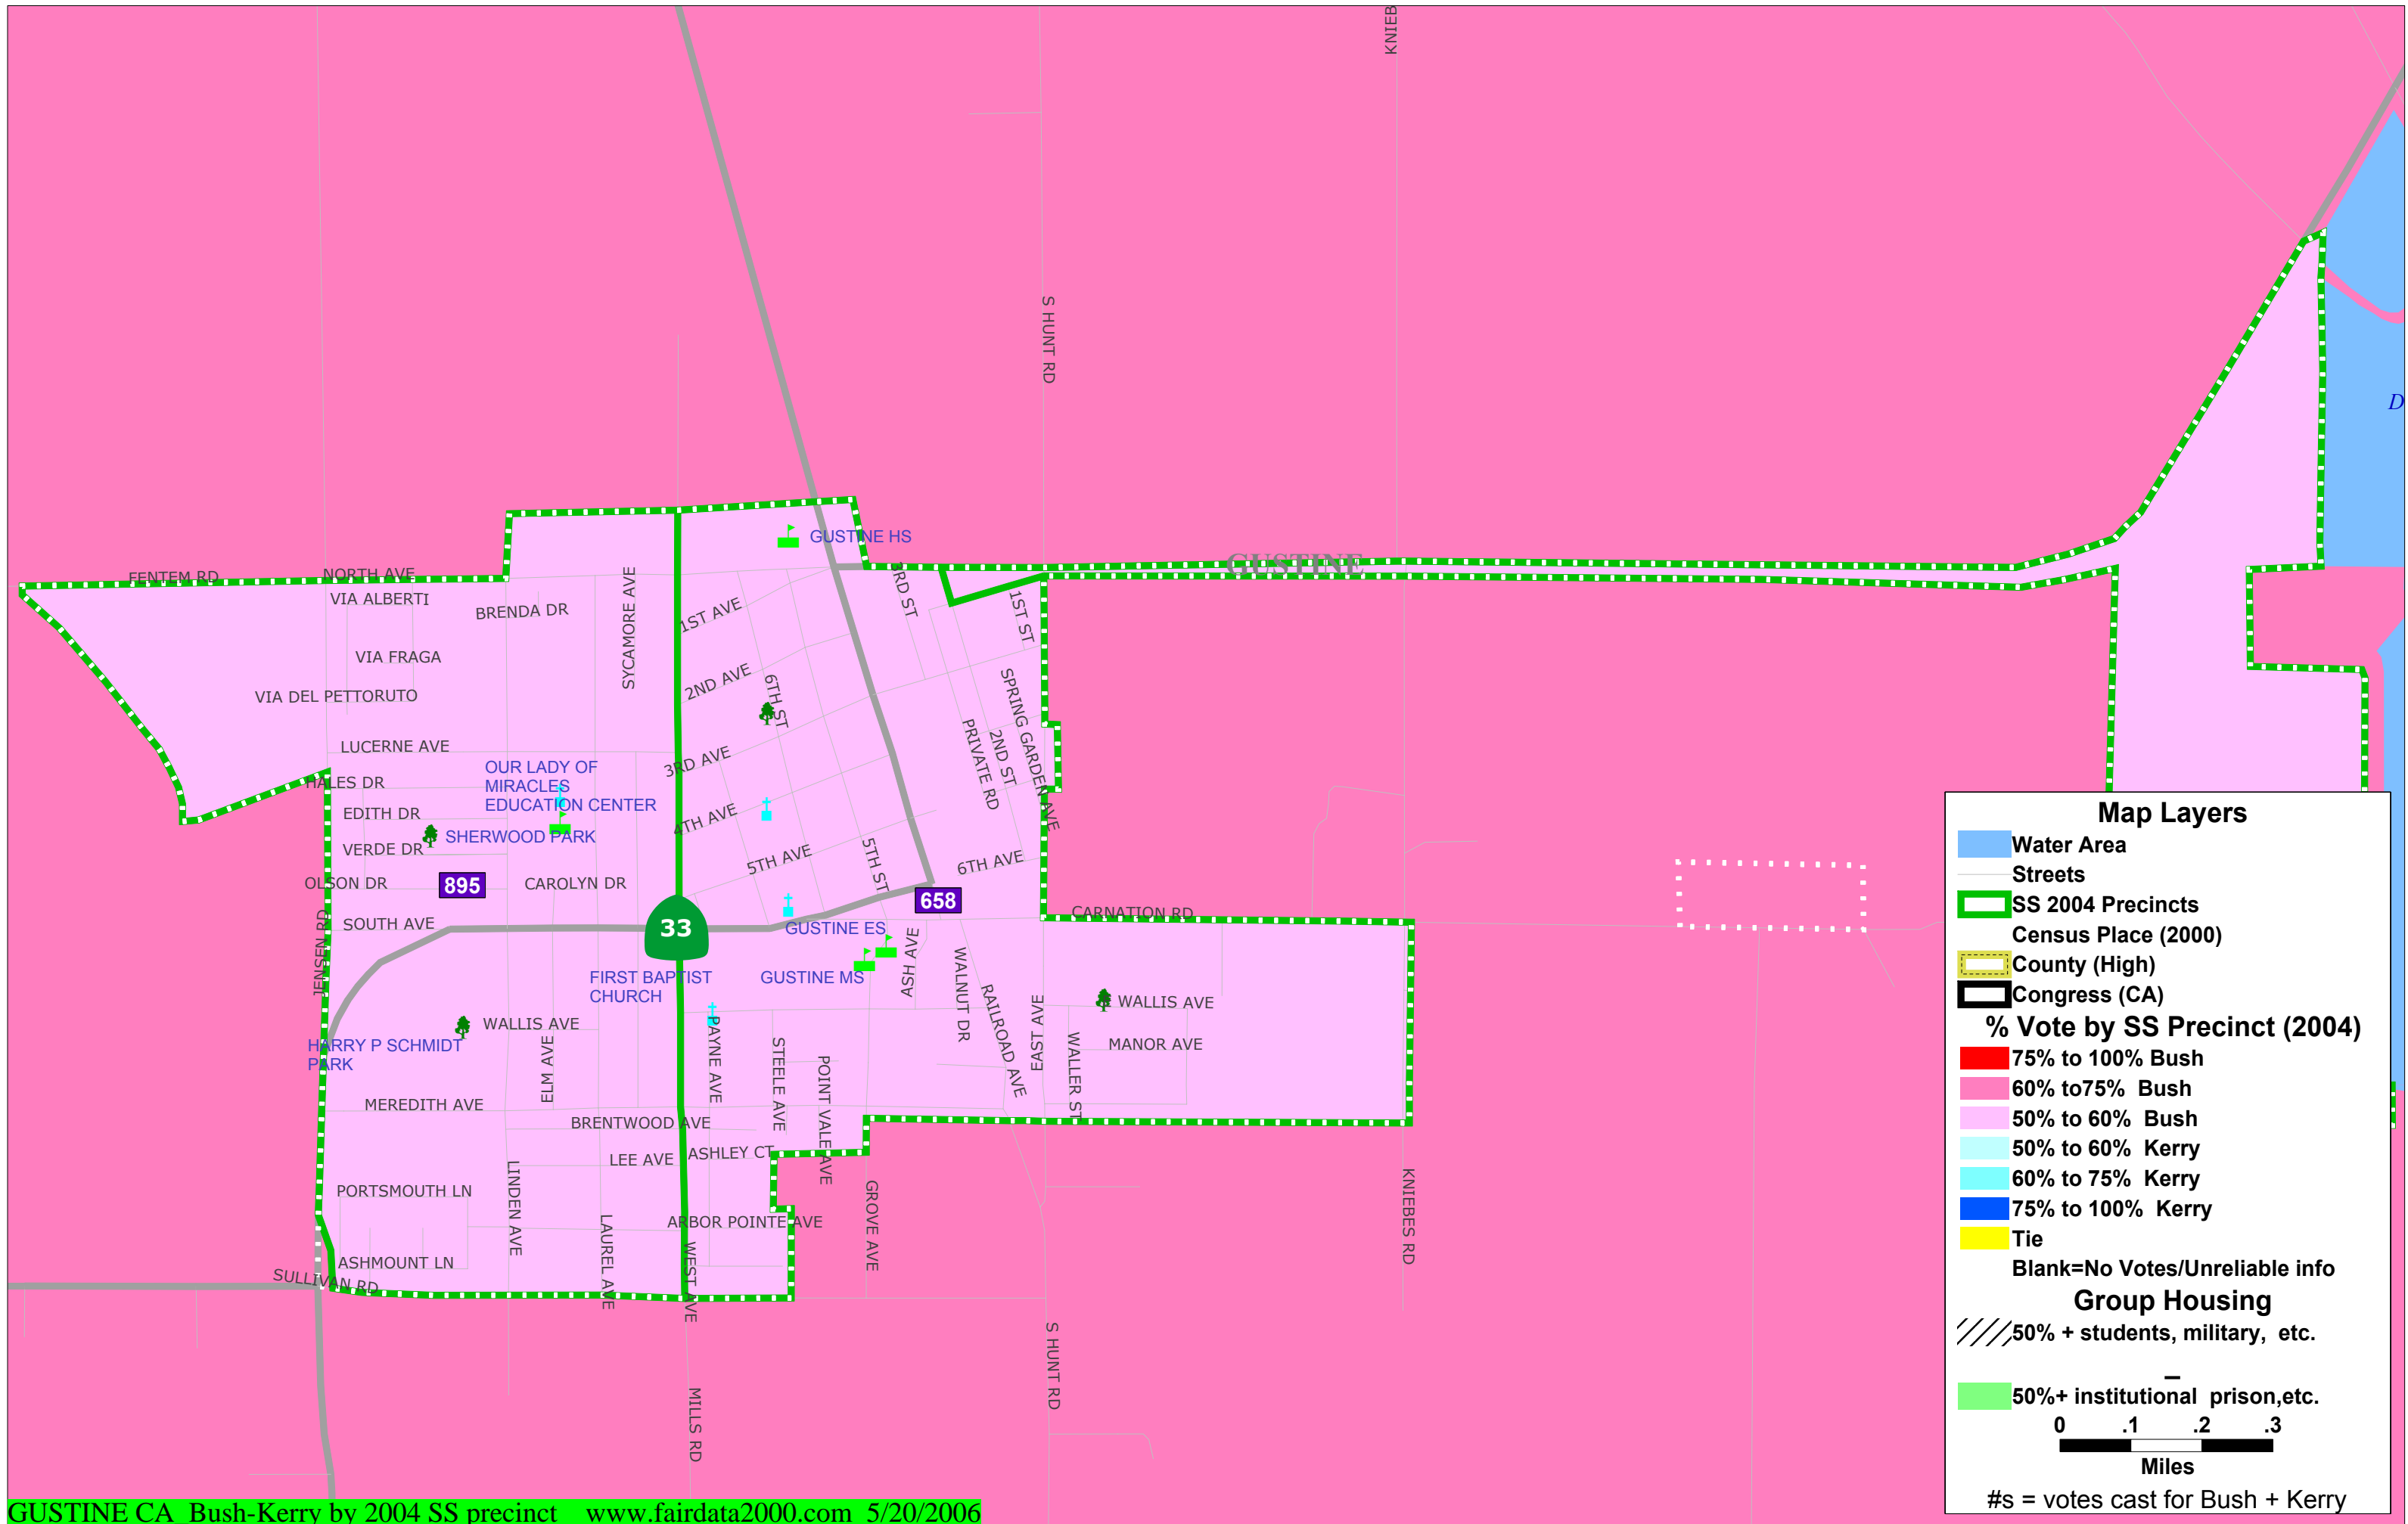 KNIEB
S HUNT RD
D
GUSTINE HS
GUSTINE
FENTEM RD
NORTH AVE
VIA ALBERTI
BRENDA DR
SYCAMORE AVE
1ST AVE
3RD ST
1ST ST
VIA FRAGA
2ND AVE
6TH ST
VIA DEL PETTORUTO
SPRING GARDEN AVE
PRIVATE RD
2ND ST
LUCERNE AVE
3RD AVE
HALES DR
OUR LADY OF
MIRACLES
EDUCATION CENTER
EDITH DR
4TH AVE
SHERWOOD PARK
VERDE DR
5TH AVE
5TH ST
6TH AVE
OLSON DR
895
CAROLYN DR
658
SOUTH AVE
33
CARNATION RD
GUSTINE ES
JENSEN RD
FIRST BAPTIST
CHURCH
GUSTINE MS
ASH AVE
WALNUT DR
RAILROAD AVE
EAST AVE
WALLIS AVE
WALLIS AVE
HARRY P SCHMIDT
PARK
ELM AVE
PAYNE AVE
STEELE AVE
POINT VALE AVE
WALLER ST
MANOR AVE
MEREDITH AVE
BRENTWOOD AVE
LEE AVE
ASHLEY CT
PORTSMOUTH LN
LINDEN AVE
LAUREL AVE
ARBOR POINTE AVE
WEST AVE
GROVE AVE
KNIEBES RD
ASHMOUNT LN
SULLIVAN RD
MILLS RD
S HUNT RD
Map Layers
Water Area
Streets
SS 2004 Precincts
Census Place (2000)
County (High)
Congress (CA)
% Vote by SS Precinct (2004)
75% to 100% Bush
60% to75% Bush
50% to 60% Bush
50% to 60% Kerry
60% to 75% Kerry
75% to 100% Kerry
Tie
Blank=No Votes/Unreliable info
Group Housing
50% + students, military, etc.
50%+ institutional prison,etc.
0 .1 .2 .3
Miles
#s = votes cast for Bush + Kerry
GUSTINE CA Bush-Kerry by 2004 SS precinct www.fairdata2000.com 5/20/2006